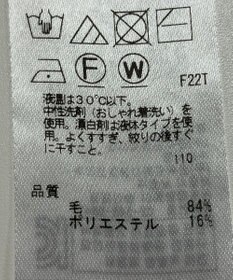 F
W
F22T
液温は30℃以下。
中性洗剤(おしゃれ着洗い)を
使用。漂白剤は液体タイプを使
用。よくすすぎ、絞りの後すぐ
に干すこと。
110
品質
毛 84%
ポリエステル 16%